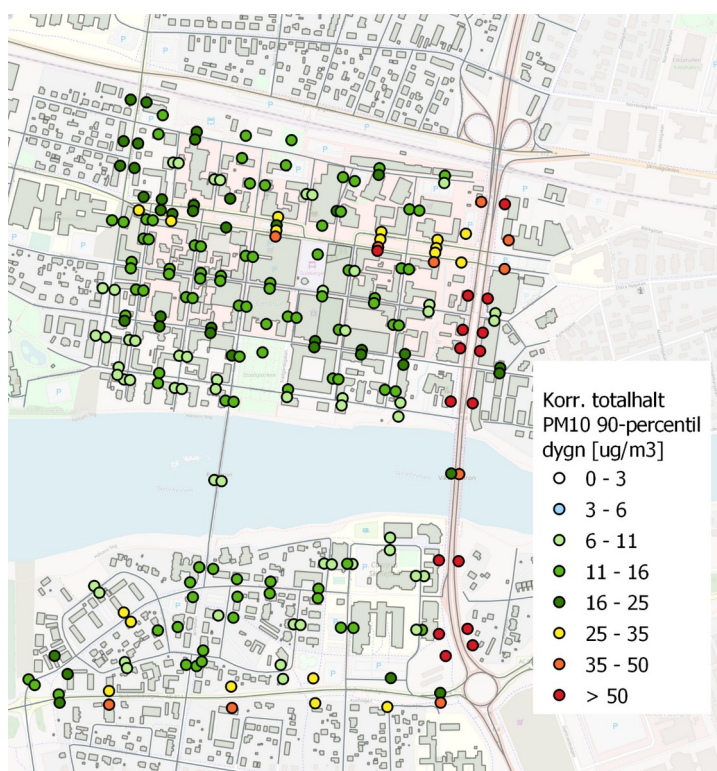 Korr. totalhalt
PM10 90-percentil
dygn [ug/m3]
0 - 3
3 - 6
6 - 11
11 - 16
16 - 25
25 - 35
35 - 50
> 50